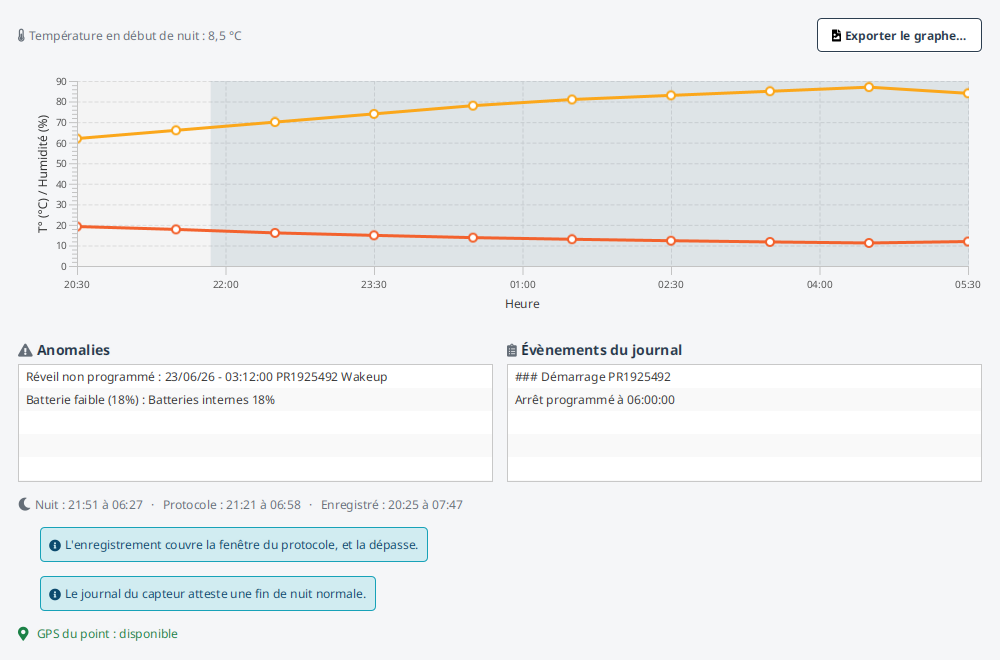 Température en début de nuit : 8,5 °C
Exporter le graphe...
T° (°C) / Humidité (%)
90
80
70
60
50
40
30
20
10
0
20:30 22:00 23:30 01:00 02:30 04:00 05:30
Heure
Anomalies
Réveil non programmé : 23/06/26 - 03:12:00 PR1925492 Wakeup
Batterie faible (18%) : Batteries internes 18%
Évènements du journal
### Démarrage PR1925492
Arrêt programmé à 06:00:00
Nuit : 21:51 à 06:27 · Protocole : 21:21 à 06:58 · Enregistré : 20:25 à 07:47
L'enregistrement couvre la fenêtre du protocole, et la dépasse.
Le journal du capteur atteste une fin de nuit normale.
GPS du point : disponible